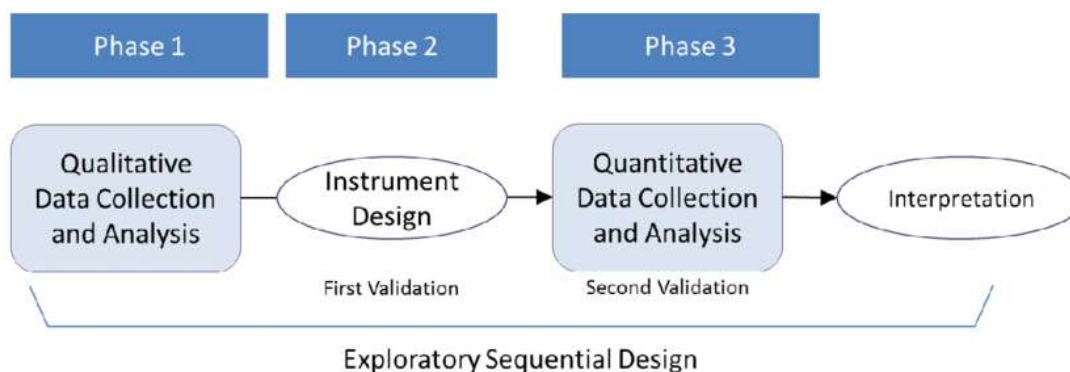 Phase 1
Phase 2
Phase 3
Qualitative
Data Collection
and Analysis
Instrument
Design
Quantitative
Data Collection
and Analysis
Interpretation
First Validation
Second Validation
Exploratory Sequential Design